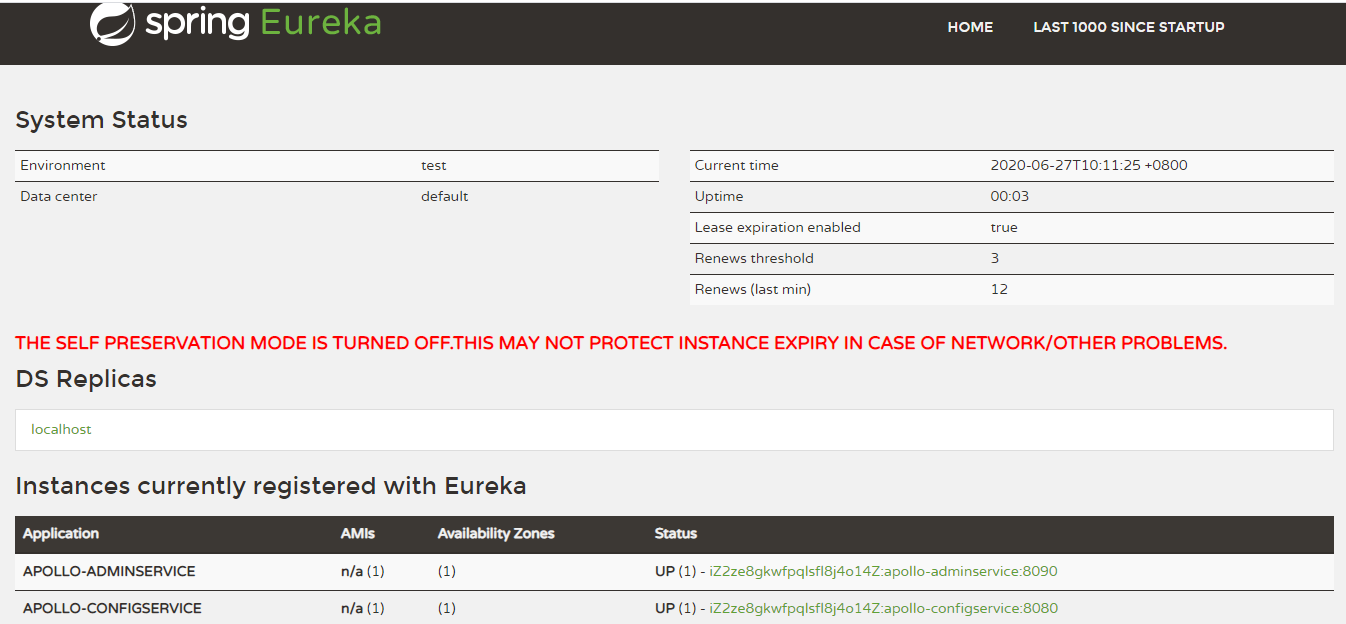 spring Eureka
HOME LAST 1000 SINCE STARTUP
System Status
Environment test
Data center default
Current time 2020-06-27T10:11:25 +0800
Uptime 00:03
Lease expiration enabled true
Renews threshold 3
Renews (last min) 12
THE SELF PRESERVATION MODE IS TURNED OFF.THIS MAY NOT PROTECT INSTANCE EXPIRY IN CASE OF NETWORK/OTHER PROBLEMS.
DS Replicas
localhost
Instances currently registered with Eureka
Application AMIs Availability Zones Status
APOLLO-ADMINSERVICE n/a (1) (1) UP (1) - iZ2ze8gkwfpqlsfl8j4o14Z:apollo-adminservice:8090
APOLLO-CONFIGSERVICE n/a (1) (1) UP (1) - iZ2ze8gkwfpqlsfl8j4o14Z:apollo-configservice:8080